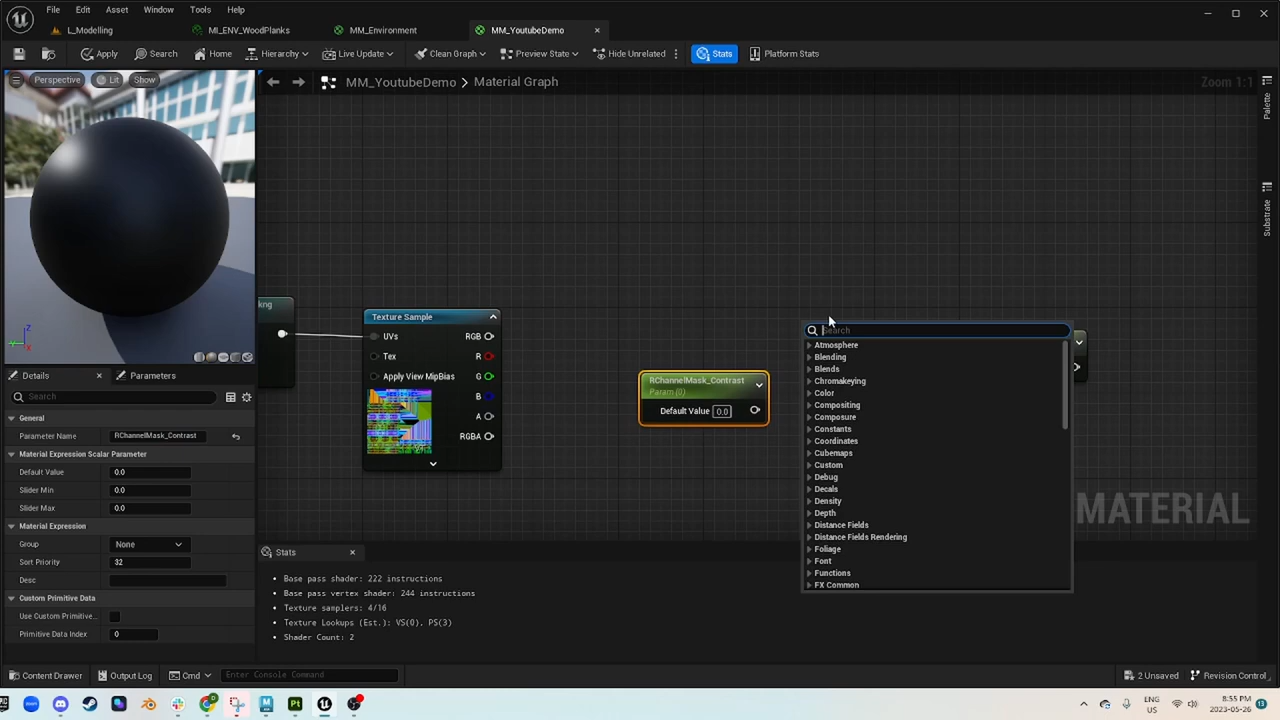 File Edit Asset Window Tools Help
L_Modelling MI_ENV_WoodPlanks MM_Environment MM_YoutubeDemo
Apply Search Home Hierarchy Live Update Clean Graph Preview State Hide Unrelated Stats Platform Stats
Perspective Lit Show
MM_YoutubeDemo > Material Graph Zoom 1:1
Palette
Substrate
Details Parameters
Search
General
Parameter Name RChannelMask_Contrast
Material Expression Scalar Parameter
Default Value 0.0
Slider Min 0.0
Slider Max 0.0
Material Expression
Group None
Sort Priority 32
Desc
Custom Primitive Data
Use Custom Primitive...
Primitive Data Index 0
Texture Sample
UVs RGB
Tex R
Apply View MipBias G
B
A
RGBA
RChannelMask_Contrast
Param (0)
Default Value 0.0
Search
Atmosphere
Blending
Blends
Chromakeying
Color
Compositing
Composure
Constants
Coordinates
Cubemaps
Custom
Debug
Decals
Density
Depth
Distance Fields
Distance Fields Rendering
Foliage
Font
Functions
FX Common
MATERIAL
Stats
Base pass shader: 222 instructions
Base pass vertex shader: 244 instructions
Texture samplers: 4/16
Texture Lookups (Est.): VS(0), PS(3)
Shader Count: 2
Content Drawer Output Log Cmd Enter Console Command 2 Unsaved Revision Control
ENG
US
8:55 PM
2023-05-26
13